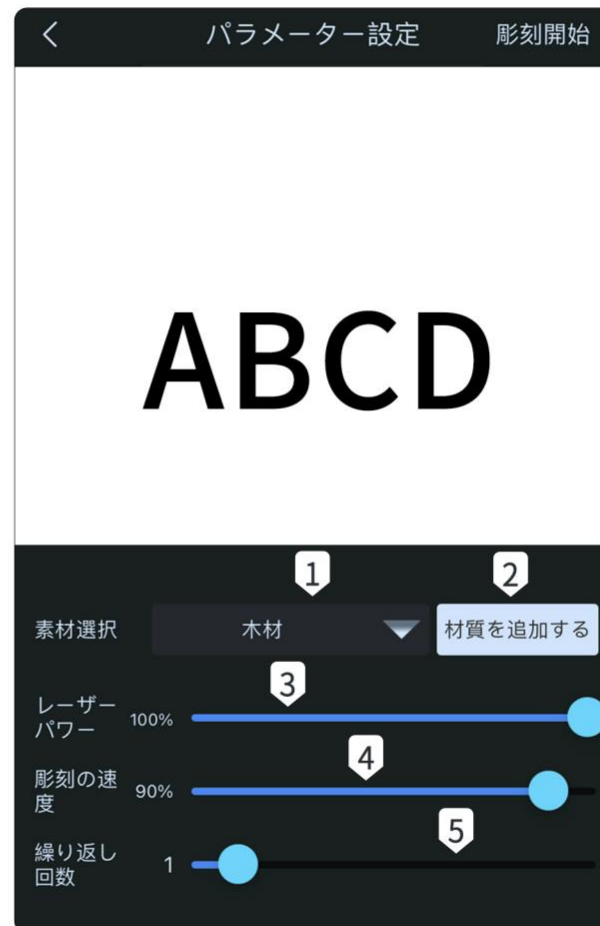 パラメーター設定 彫刻開始
ABCD
1 2
素材選択 木材 材質を追加する
3
レーザー
パワー 100%
4
彫刻の速
度 90%
5
繰り返し
回数 1